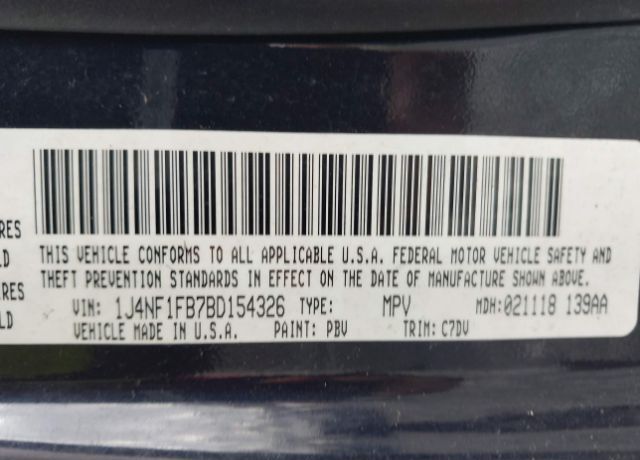 RES
LD
RES
LD
THIS VEHICLE CONFORMS TO ALL APPLICABLE U.S.A. FEDERAL MOTOR VEHICLE SAFETY AND
THEFT PREVENTION STANDARDS IN EFFECT ON THE DATE OF MANUFACTURE SHOWN ABOVE.
VIN: 1J4NF1FB7BD154326 TYPE: MPV MDH:021118 139AA
VEHICLE MADE IN U.S.A. PAINT: PBV TRIM: C7DV